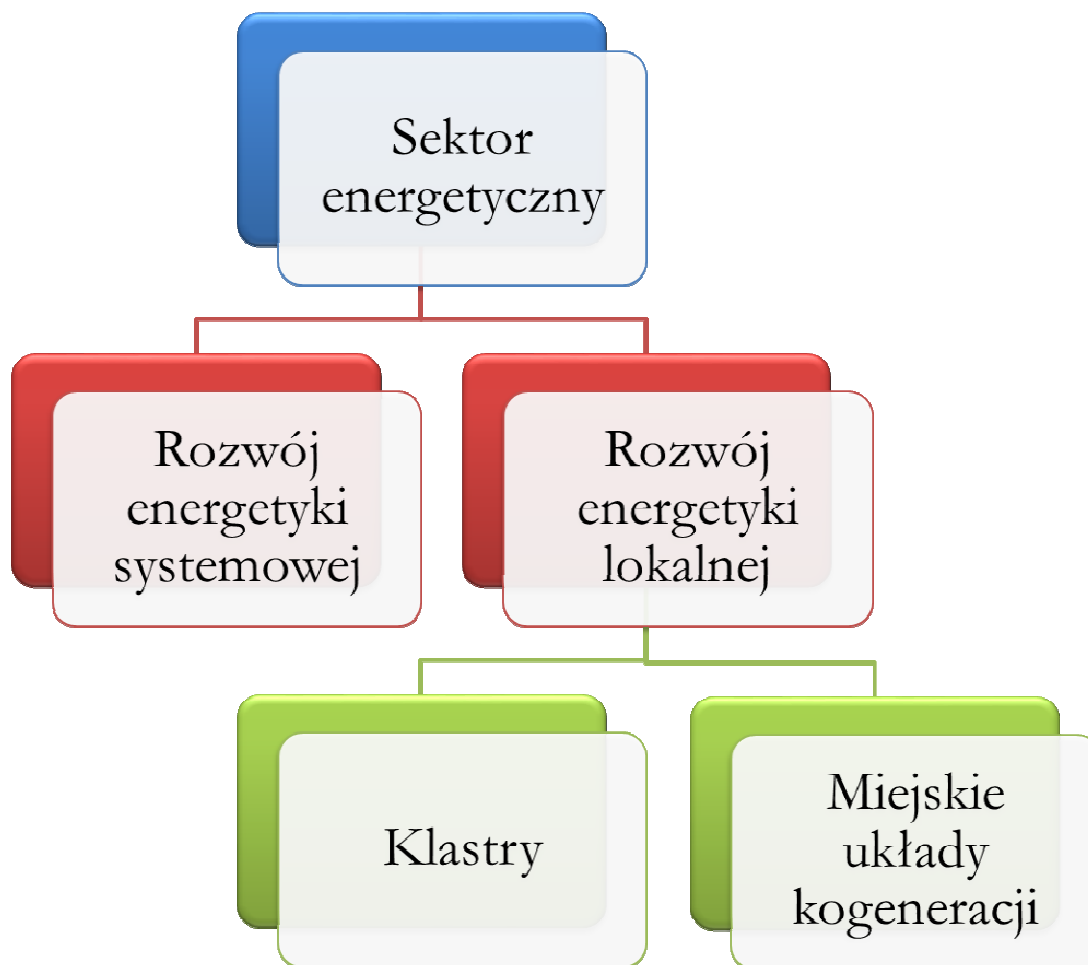 Sektor
energetyczny
Rozwój
energetyki
systemowej
Rozwój
energetyki
lokalnej
Klastry
Miejskie
układy
kogeneracji